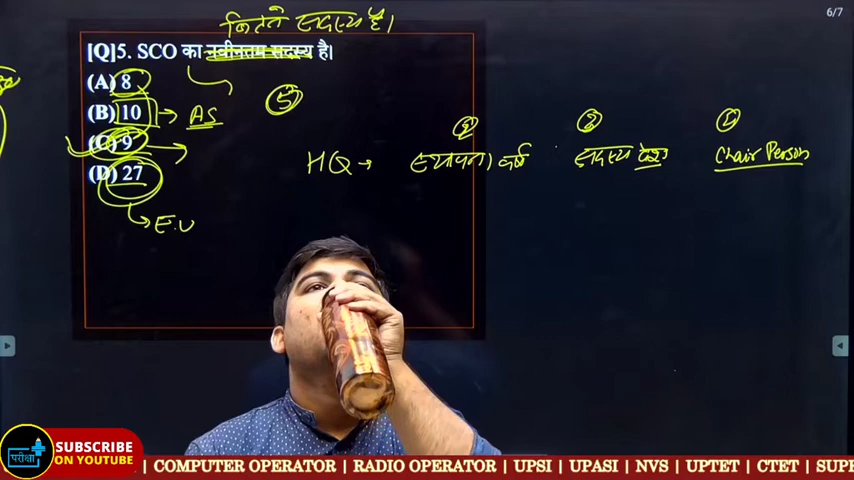 कितने सदस्य है।
6/7
[Q]5. SCO का नवीनतम सदस्य है।
(A) 8
(B) 10 → AS
(C) 9 →
(D) 27
→ E.U
5
HQ → स्थापना वर्ष सदस्य देश Chair Person
परीक्षा
SUBSCRIBE
ON YOUTUBE
| COMPUTER OPERATOR | RADIO OPERATOR | UPSI | UPASI | NVS | UPTET | CTET | SUPE